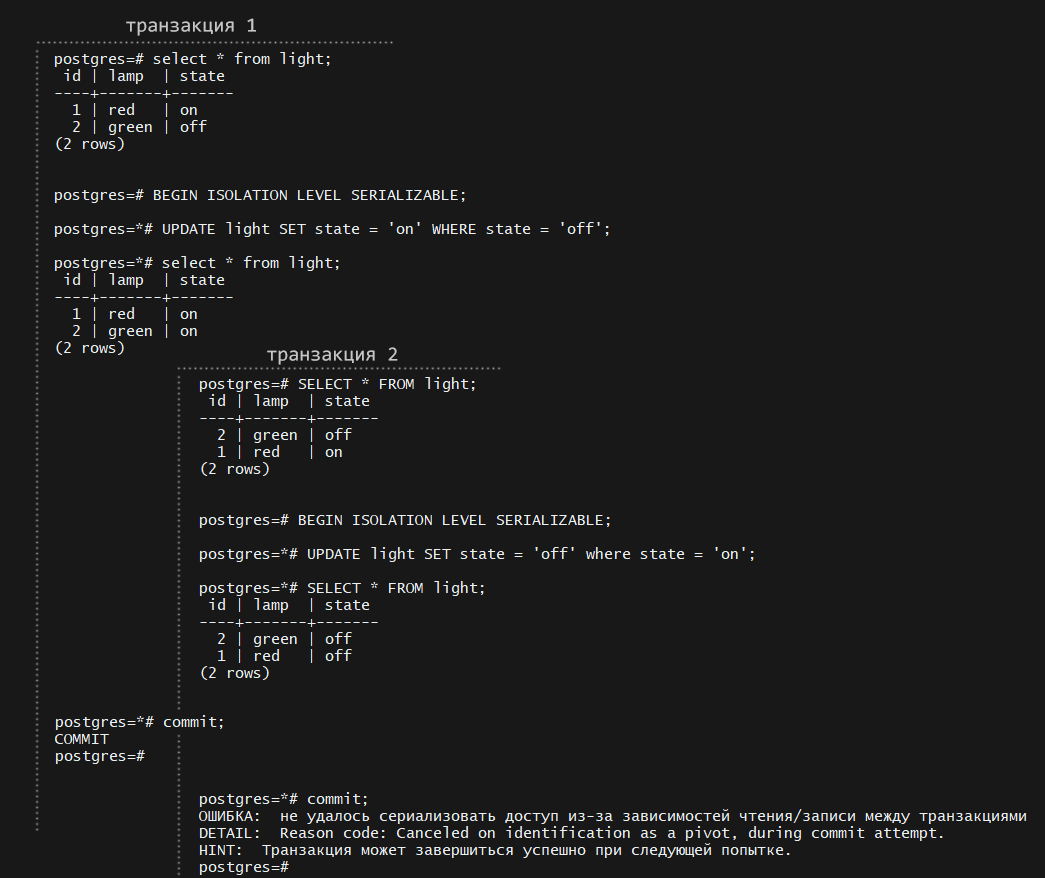 транзакция 1
postgres=# select * from light;
 id | lamp  | state
----+-------+-------
  1 | red   | on
  2 | green | off
(2 rows)
postgres=# BEGIN ISOLATION LEVEL SERIALIZABLE;
postgres=*# UPDATE light SET state = 'on' WHERE state = 'off';
postgres=*# select * from light;
 id | lamp  | state
----+-------+-------
  1 | red   | on
  2 | green | on
(2 rows)
транзакция 2
postgres=# SELECT * FROM light;
 id | lamp  | state
----+-------+-------
  2 | green | off
  1 | red   | on
(2 rows)
postgres=# BEGIN ISOLATION LEVEL SERIALIZABLE;
postgres=*# UPDATE light SET state = 'off' where state = 'on';
postgres=*# SELECT * FROM light;
 id | lamp  | state
----+-------+-------
  2 | green | off
  1 | red   | off
(2 rows)
postgres=*# commit;
COMMIT
postgres=#
postgres=*# commit;
ОШИБКА:  не удалось сериализовать доступ из-за зависимостей чтения/записи между транзакциями
DETAIL:  Reason code: Canceled on identification as a pivot, during commit attempt.
HINT:  Транзакция может завершиться успешно при следующей попытке.
postgres=#